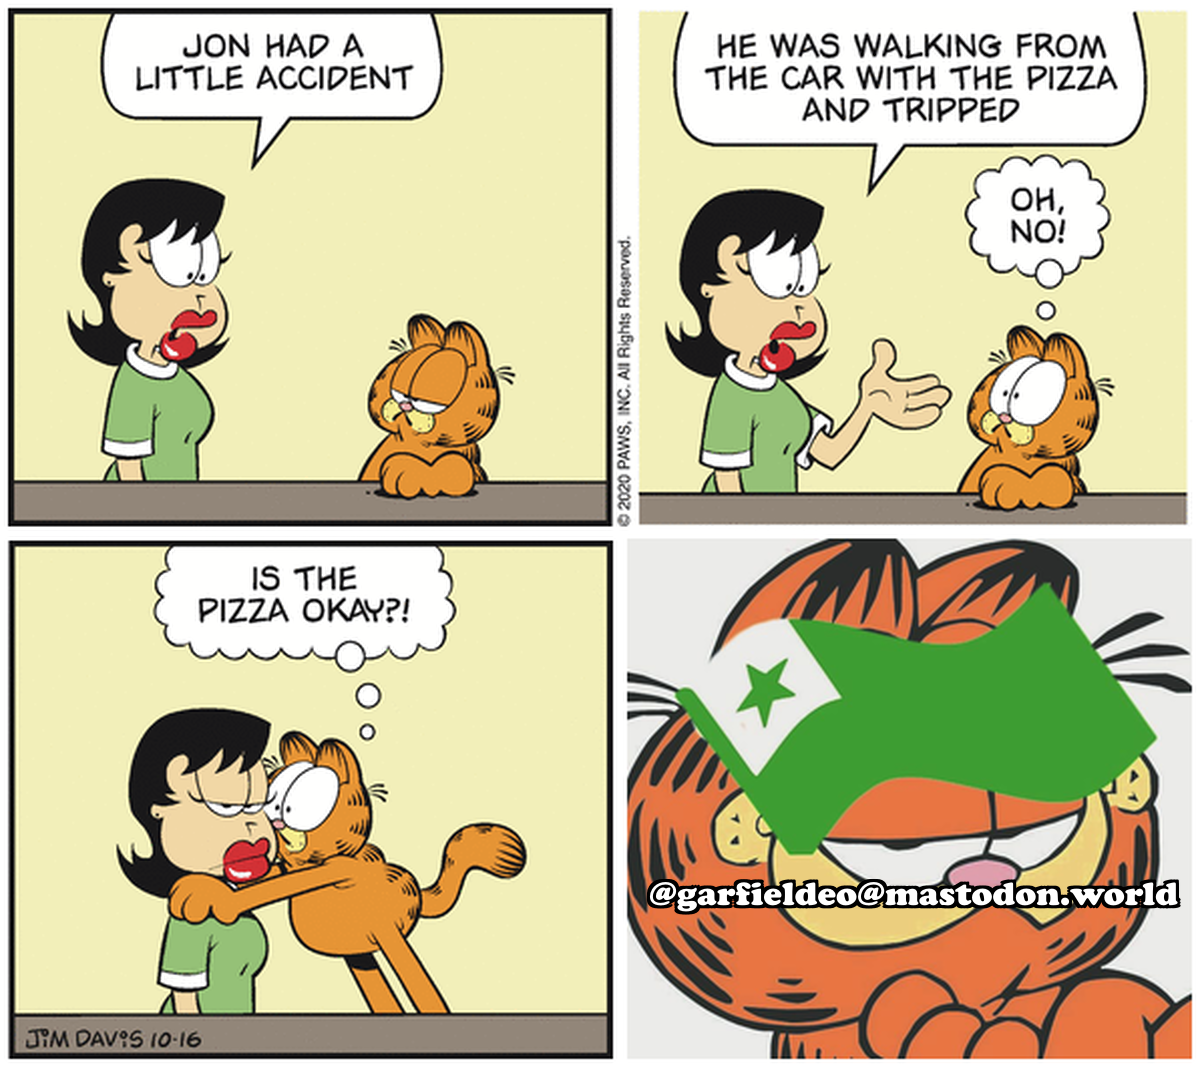 JON HAD A
LITTLE ACCIDENT
HE WAS WALKING FROM
THE CAR WITH THE PIZZA
AND TRIPPED
OH,
NO!
© 2020 PAWS, INC. All Rights Reserved.
IS THE
PIZZA OKAY?!
JIM DAVIS 10-16
@garfieldeo@mastodon.world